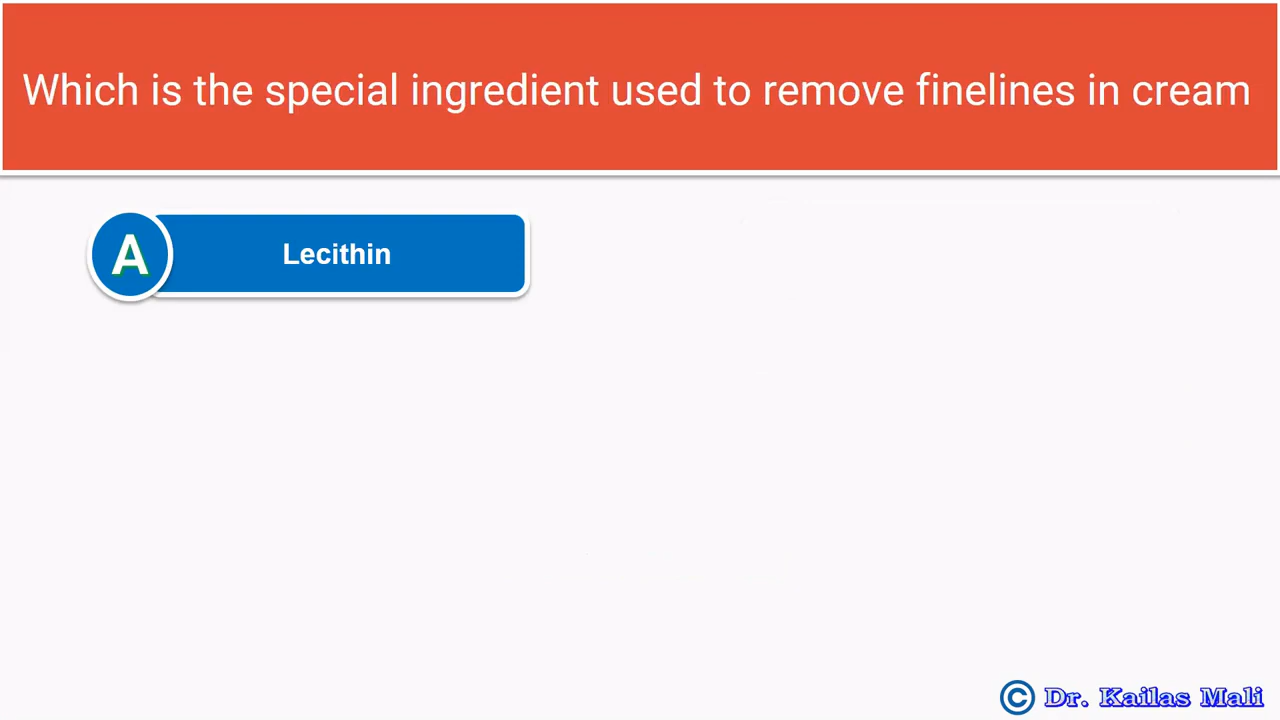 Which is the special ingredient used to remove finelines in cream
A
Lecithin
© Dr. Kailas Mali